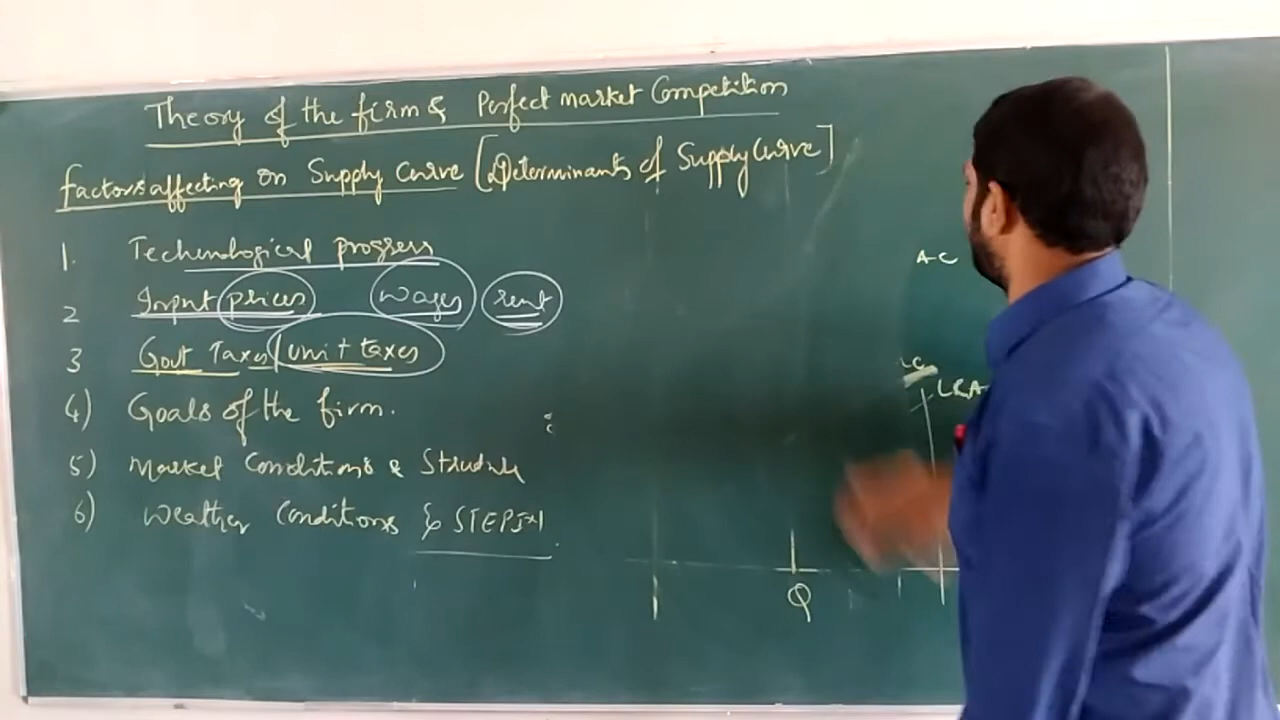 Theory of the firm & Perfect market Competition
factors affecting on Supply Curve [Determinants of Supply Curve]
1. Technological progress
2 Input prices wages rent
3 Govt Taxes/unit taxes
4) Goals of the firm.
5) Market Conditions &
6) Weather Conditions &
AC
Q